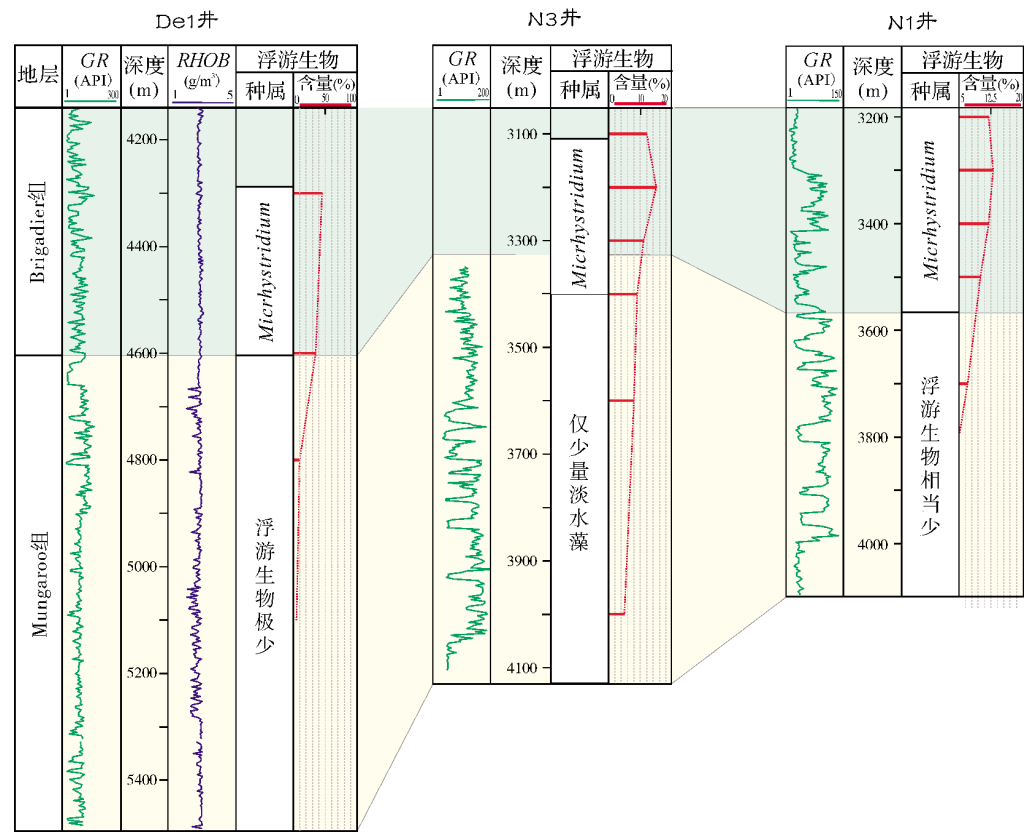 De1井
N3井
N1井
地层
GR
(API)
1 300
深度
(m)
RHOB
(g/m³)
1 5
浮游生物
种属
含量(%)
0 50 100
GR
(API)
1 200
深度
(m)
浮游生物
种属
含量(%)
0 10 20
GR
(API)
1 150
深度
(m)
浮游生物
种属
含量(%)
5 12.5 20
Brigadier组
Mungaroo组
4200
4400
4600
4800
5000
5200
5400
Micrhystridium
浮游生物极少
3100
3300
3500
3700
3900
4100
Micrhystridium
仅少量淡水藻
3200
3400
3600
3800
4000
Micrhystridium
浮游生物相当少